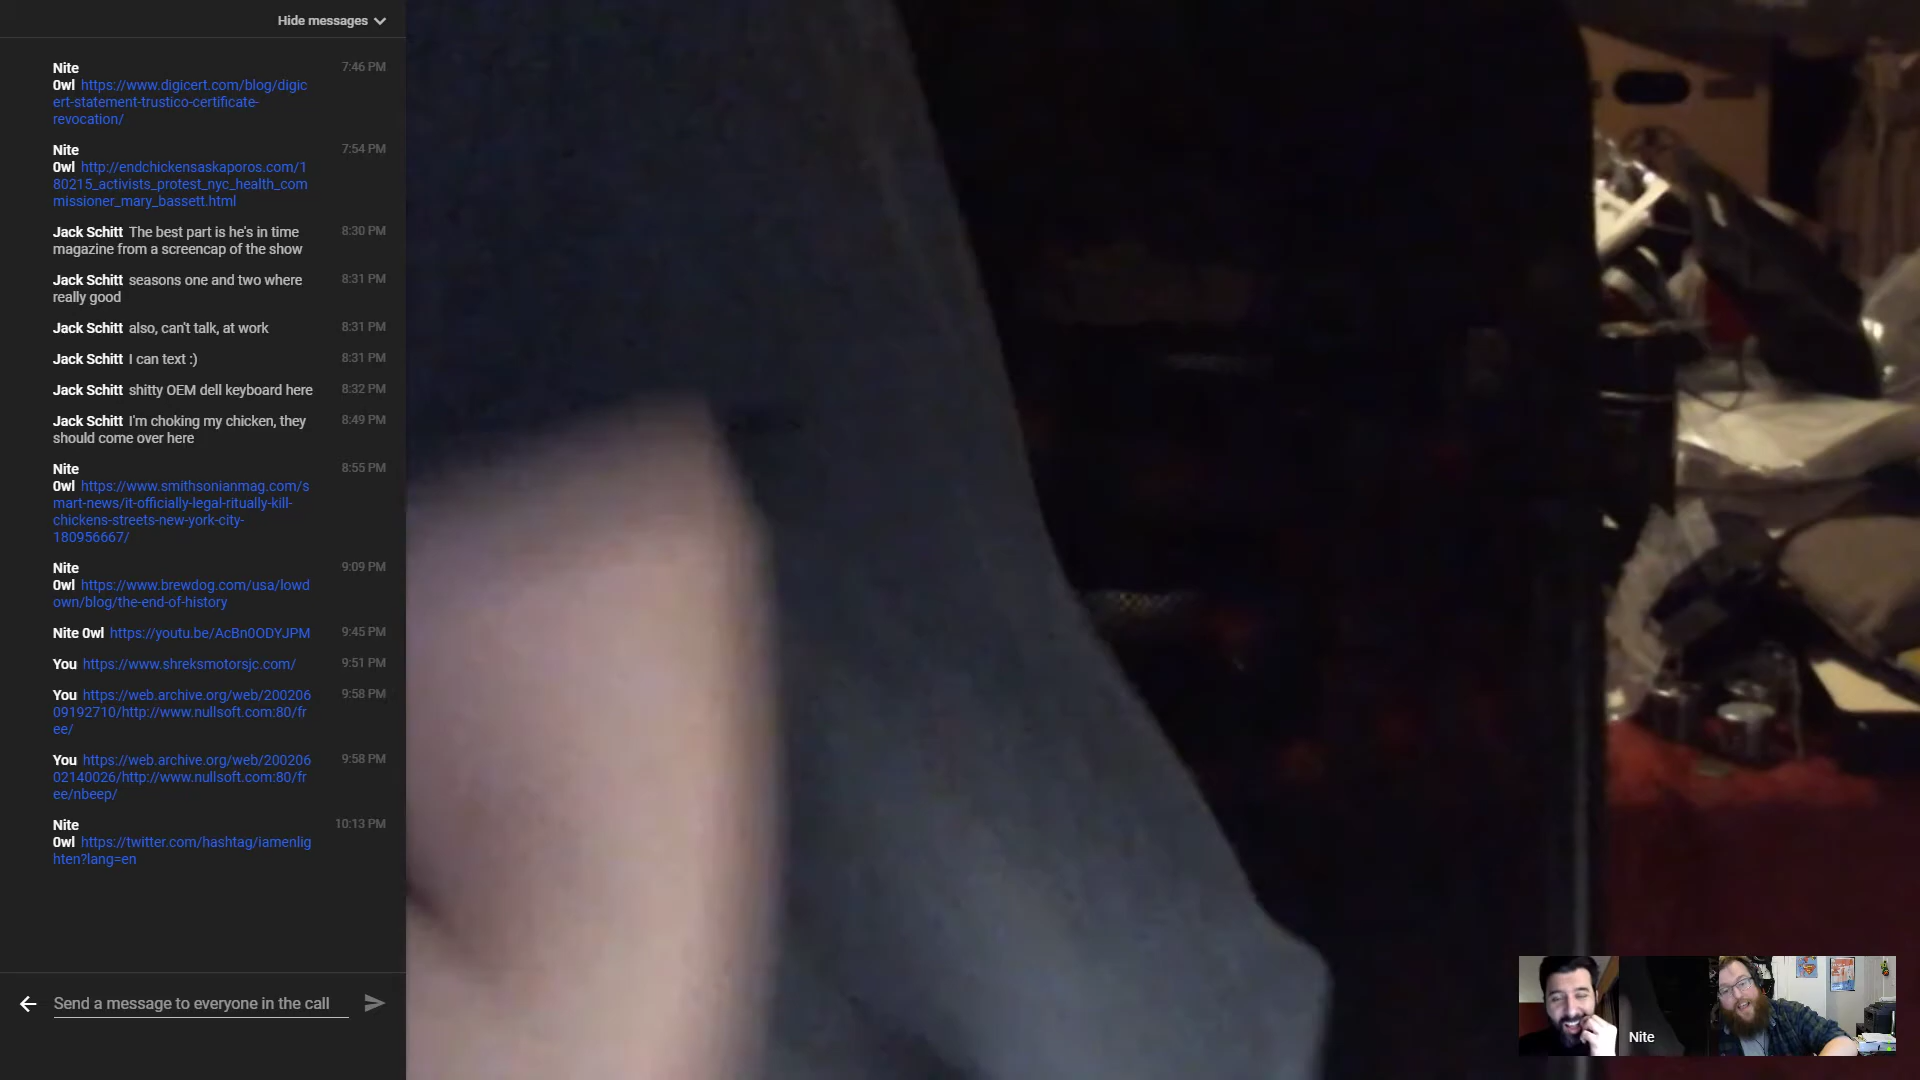 Hide messages
Nite 7:46 PM
0wl https://www.digicert.com/blog/digic
ert-statement-trustico-certificate-
revocation/
Nite 7:54 PM
0wl http://endchickensaskaporos.com/1
80215_activists_protest_nyc_health_com
missioner_mary_bassett.html
Jack Schitt The best part is he's in time 8:30 PM
magazine from a screencap of the show
Jack Schitt seasons one and two where 8:31 PM
really good
Jack Schitt also, can't talk, at work 8:31 PM
Jack Schitt I can text :) 8:31 PM
Jack Schitt shitty OEM dell keyboard here 8:32 PM
Jack Schitt I'm choking my chicken, they 8:49 PM
should come over here
Nite 8:55 PM
0wl https://www.smithsonianmag.com/s
mart-news/it-officially-legal-ritually-kill-
chickens-streets-new-york-city-
180956667/
Nite 9:09 PM
0wl https://www.brewdog.com/usa/lowd
own/blog/the-end-of-history
Nite 0wl https://youtu.be/AcBn0ODYJPM 9:45 PM
You https://www.shreksmotorsjc.com/ 9:51 PM
You https://web.archive.org/web/200206 9:58 PM
09192710/http://www.nullsoft.com:80/fr
ee/
You https://web.archive.org/web/200206 9:58 PM
02140026/http://www.nullsoft.com:80/fr
ee/nbeep/
Nite 10:13 PM
0wl https://twitter.com/hashtag/iamenlig
hten?lang=en
Send a message to everyone in the call
Nite